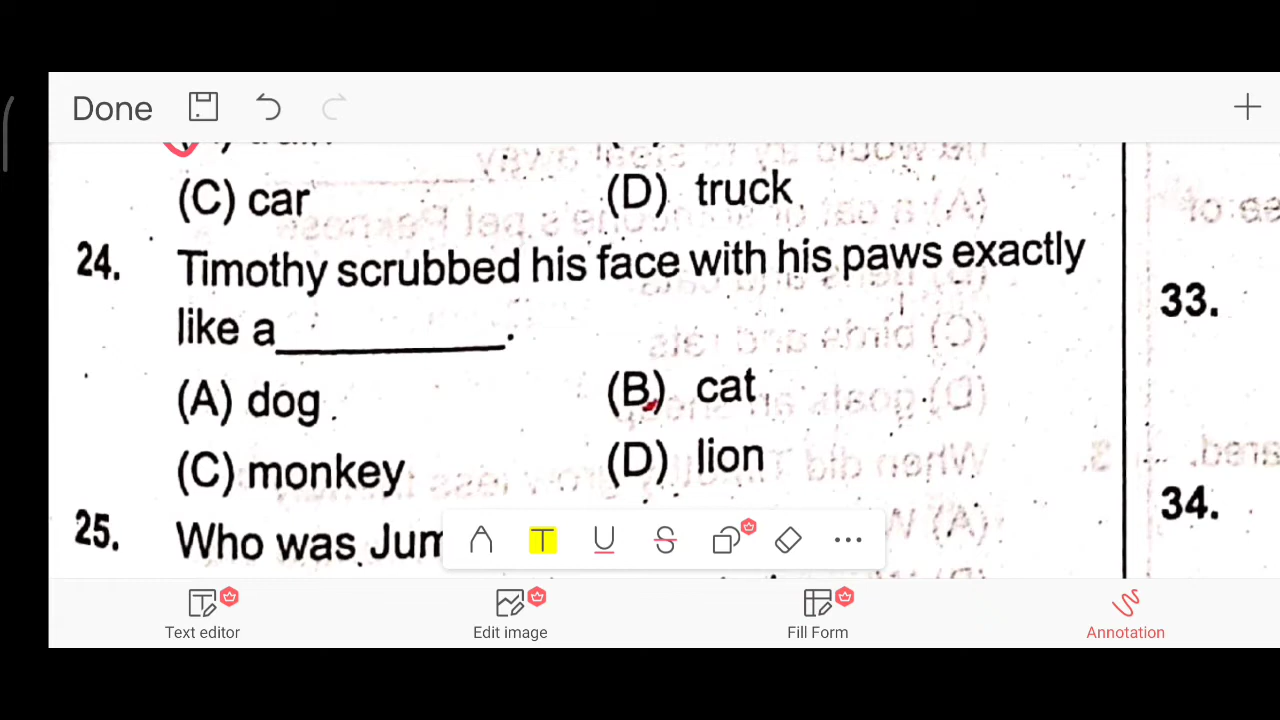 Done
(C) car
(D) truck
24. Timothy scrubbed his face with his paws exactly
like a__________.
33.
(A) dog
(B) cat
(C) monkey
(D) lion
34.
25. Who was Jum
Text editor
Edit image
Fill Form
Annotation